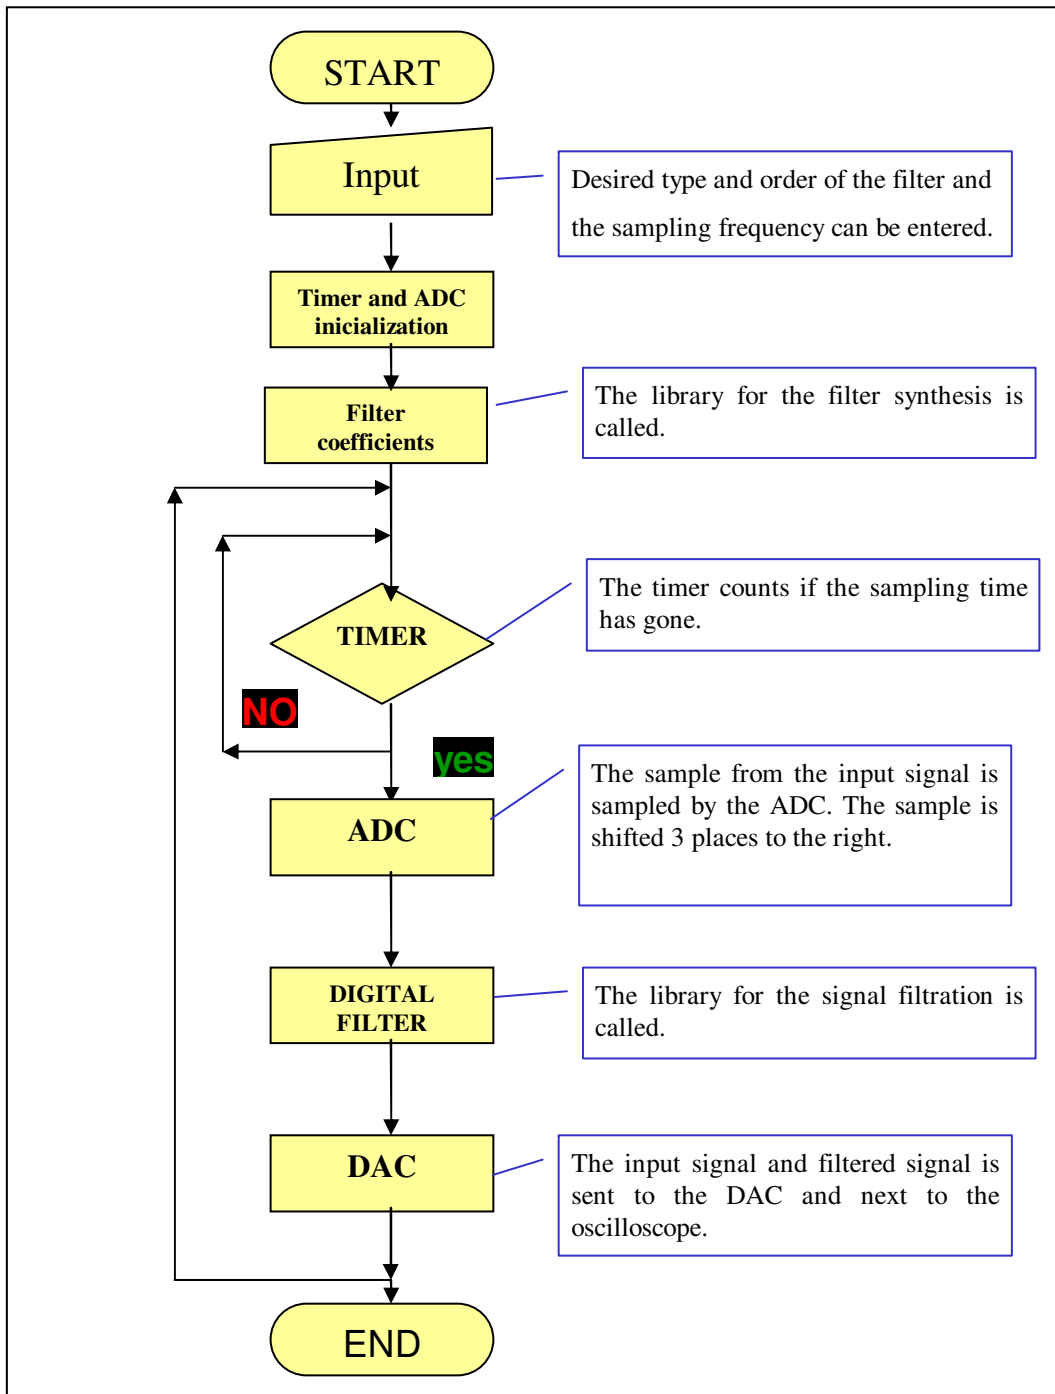 START
Input
Desired type and order of the filter and
the sampling frequency can be entered.
Timer and ADC
inicialization
The library for the filter synthesis is
called.
Filter
coefficients
The timer counts if the sampling time
has gone.
TIMER
NO
yes
The sample from the input signal is
sampled by the ADC. The sample is
shifted 3 places to the right.
ADC
DIGITAL
FILTER
The library for the signal filtration is
called.
DAC
The input signal and filtered signal is
sent to the DAC and next to the
oscilloscope.
END